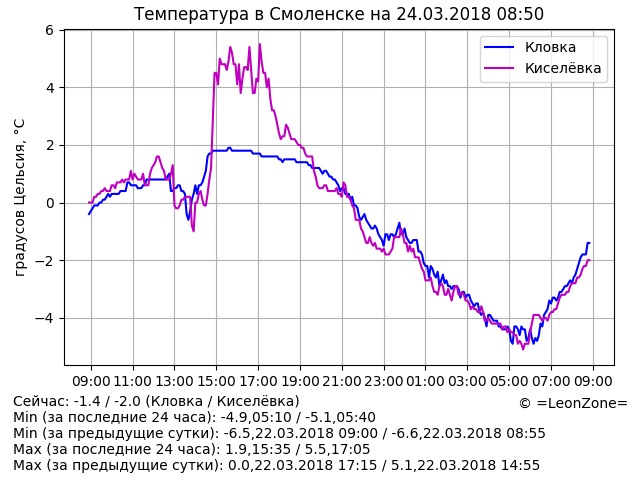 Температура в Смоленске на 24.03.2018 08:50
градусов Цельсия, °C
6
4
2
0
−2
−4
Кловка
Киселёвка
09:00 11:00 13:00 15:00 17:00 19:00 21:00 23:00 01:00 03:00 05:00 07:00 09:00
Сейчас: -1.4 / -2.0 (Кловка / Киселёвка)
© =LeonZone=
Min (за последние 24 часа): -4.9,05:10 / -5.1,05:40
Min (за предыдущие сутки): -6.5,22.03.2018 09:00 / -6.6,22.03.2018 08:55
Max (за последние 24 часа): 1.9,15:35 / 5.5,17:05
Max (за предыдущие сутки): 0.0,22.03.2018 17:15 / 5.1,22.03.2018 14:55